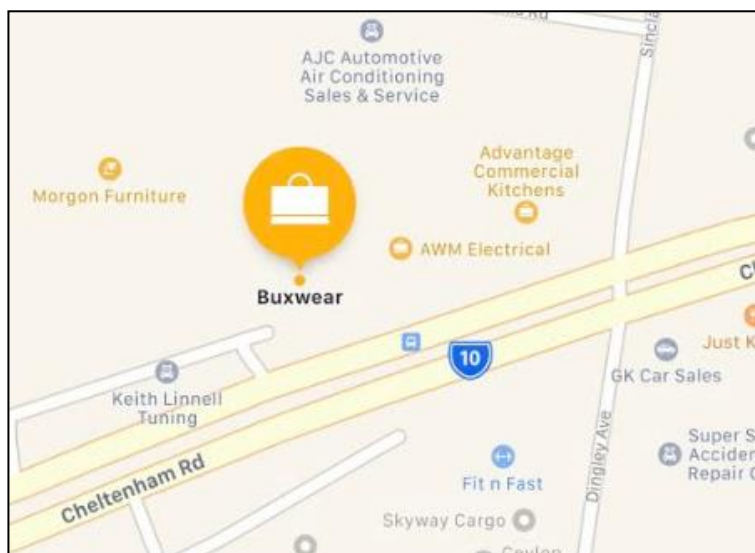 AJC Automotive
Air Conditioning
Sales & Service
Advantage
Commercial
Kitchens
Morgon Furniture
AWM Electrical
Buxwear
10
Just K
Keith Linnell
Tuning
GK Car Sales
Super S
Acciden
Repair C
Cheltenham Rd
Fit n Fast
Dingley Ave
Skyway Cargo